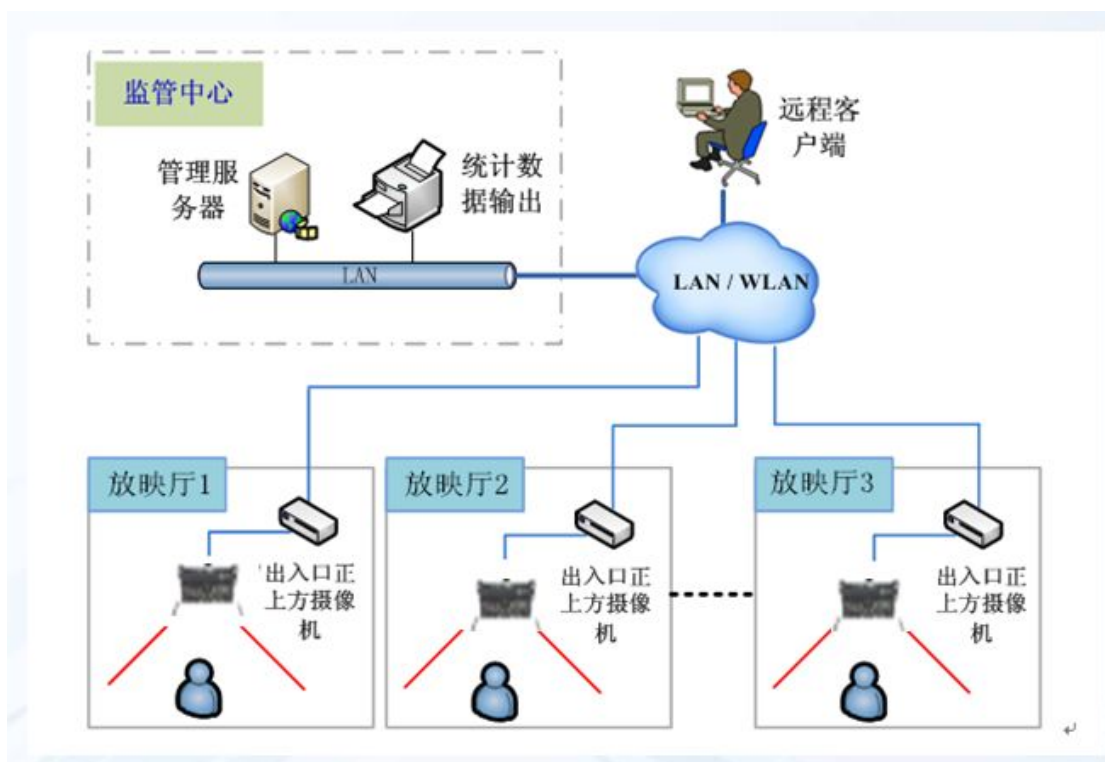 监管中心
管理服
务器
统计数
据输出
LAN
远程客
户端
LAN / WLAN
放映厅1
出入口正
上方摄像
机
放映厅2
出入口正
上方摄像
机
放映厅3
出入口正
上方摄像
机